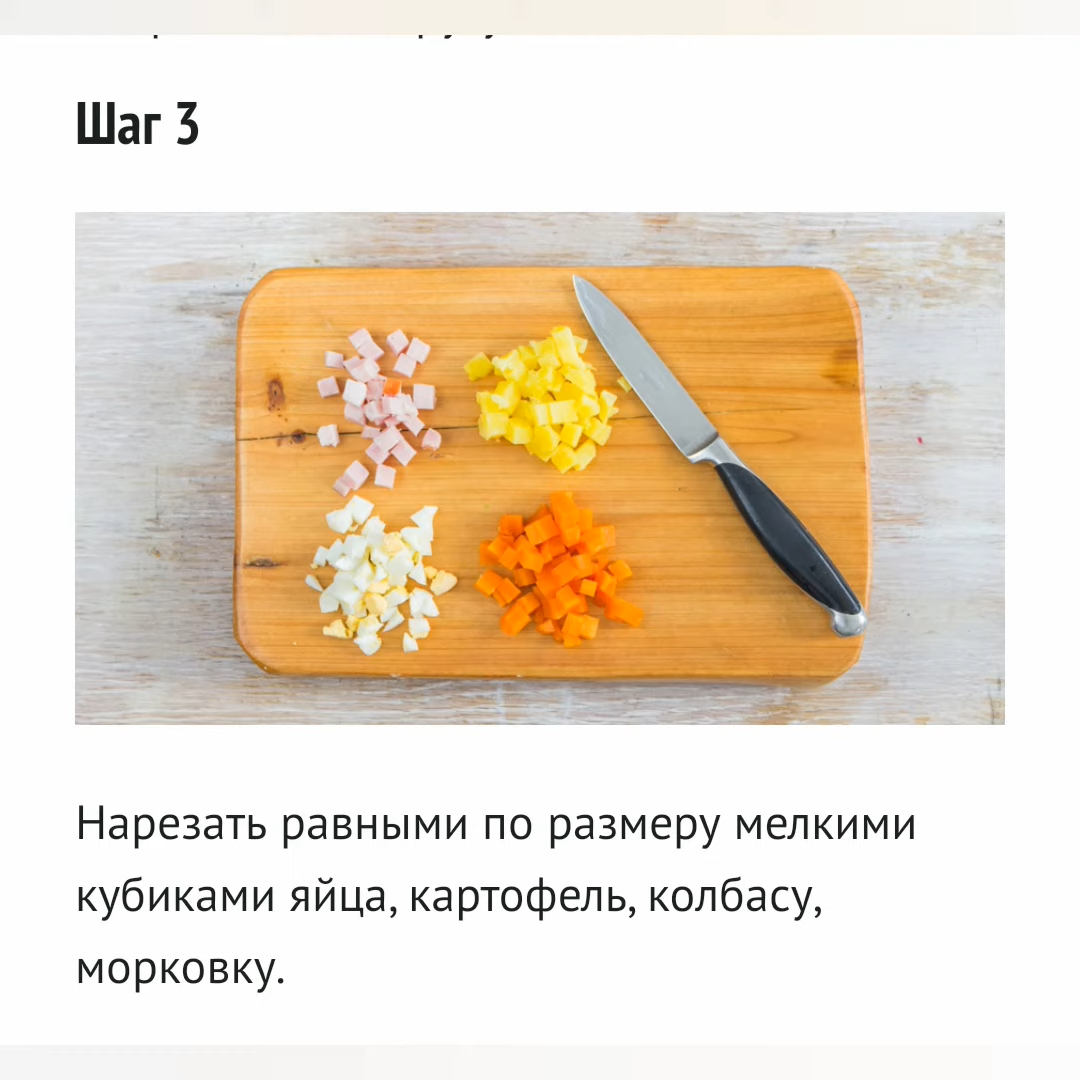 Шаг 3
Нарезать равными по размеру мелкими
кубиками яйца, картофель, колбасу,
морковку.